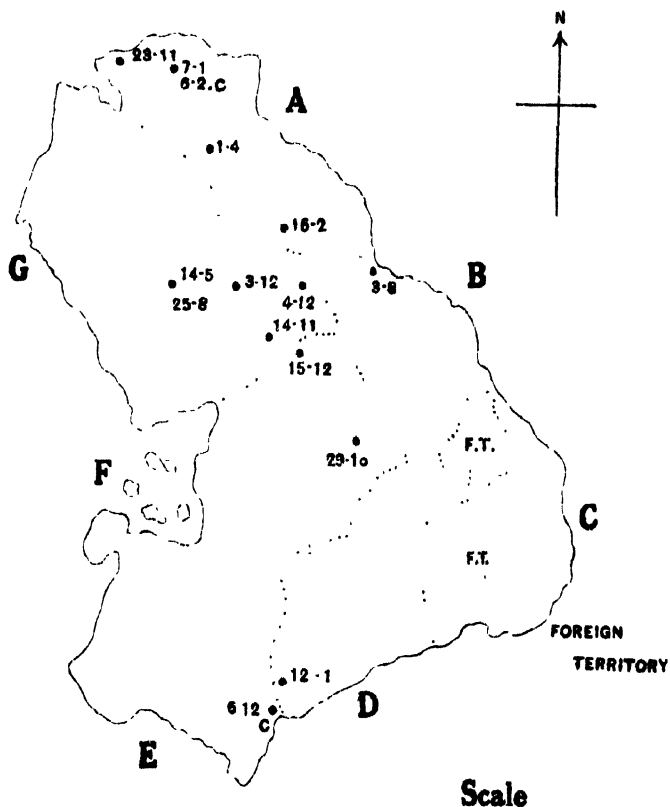 N
23-11
7-1
6-2.C
A
1-4
16-2
G
B
14-5
3-12
3-8
25-8
4-12
14-11
15-12
F.T.
29-10
F
C
F.T.
FOREIGN
TERRITORY
12-1
6 12
C
D
E
Scale